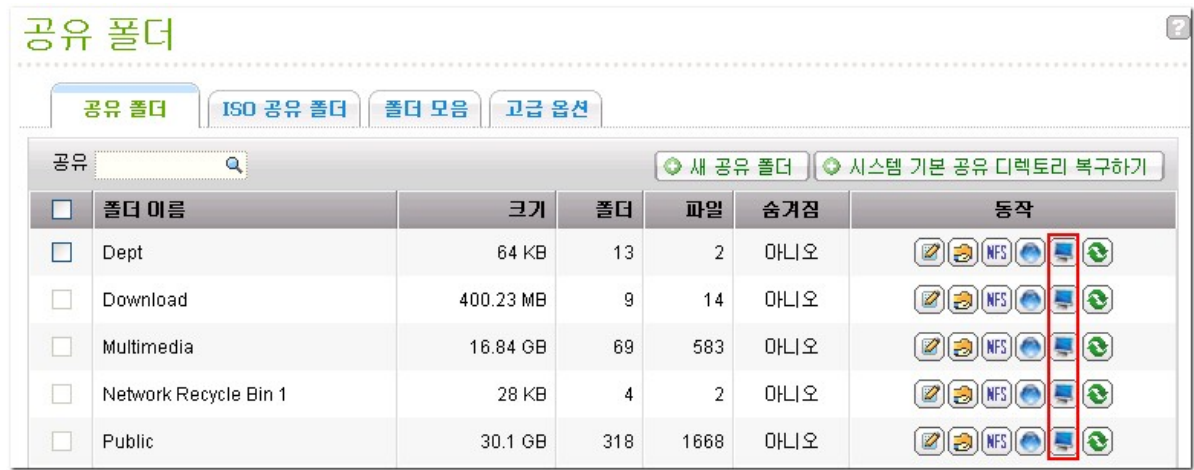 공유 폴더 ?
공유 폴더 ISO 공유 폴더 폴더 모음 고급 옵션
공유 새 공유 폴더 시스템 기본 공유 디렉토리 복구하기
폴더 이름 크기 폴더 파일 숨겨짐 동작
Dept 64 KB 13 2 아니오 NFS
Download 400.23 MB 9 14 아니오 NFS
Multimedia 16.84 GB 69 583 아니오 NFS
Network Recycle Bin 1 28 KB 4 2 아니오 NFS
Public 30.1 GB 318 1668 아니오 NFS